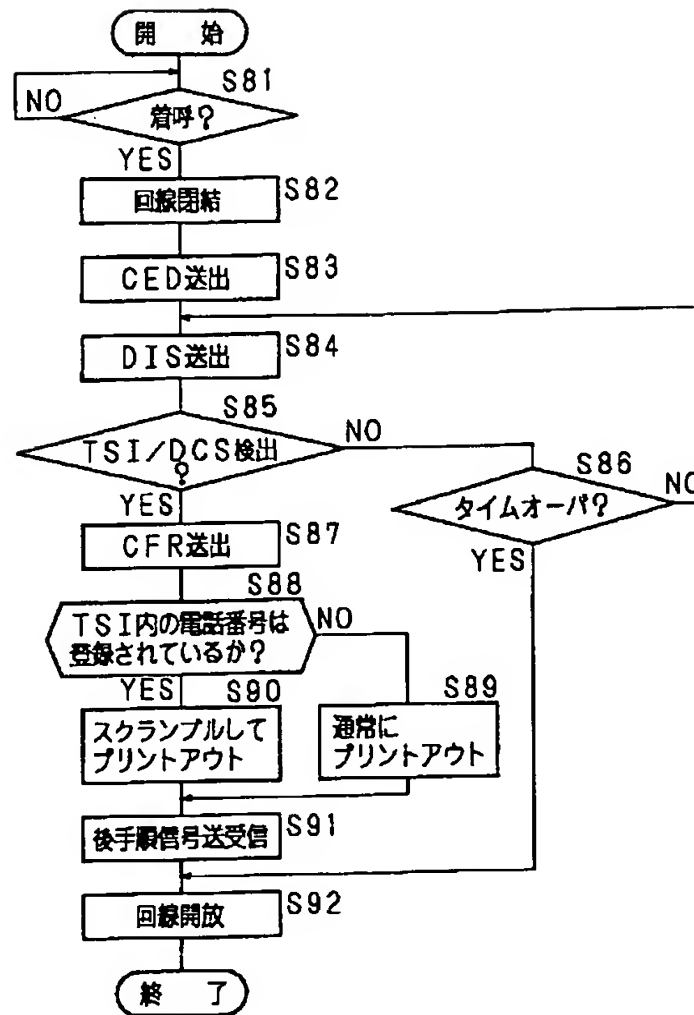 開 始
S81
NO
着呼?
YES
回線閉結
S82
CED送出
S83
DIS送出
S84
S85
TSI/DCS検出
?
NO
S86
タイムオーバ?
NO
YES
YES
CFR送出
S87
S88
TSI内の電話番号は
登録されているか?
NO
YES
S90
S89
スクランブルして
プリントアウト
通常に
プリントアウト
後手順信号送受信
S91
回線開放
S92
終 了